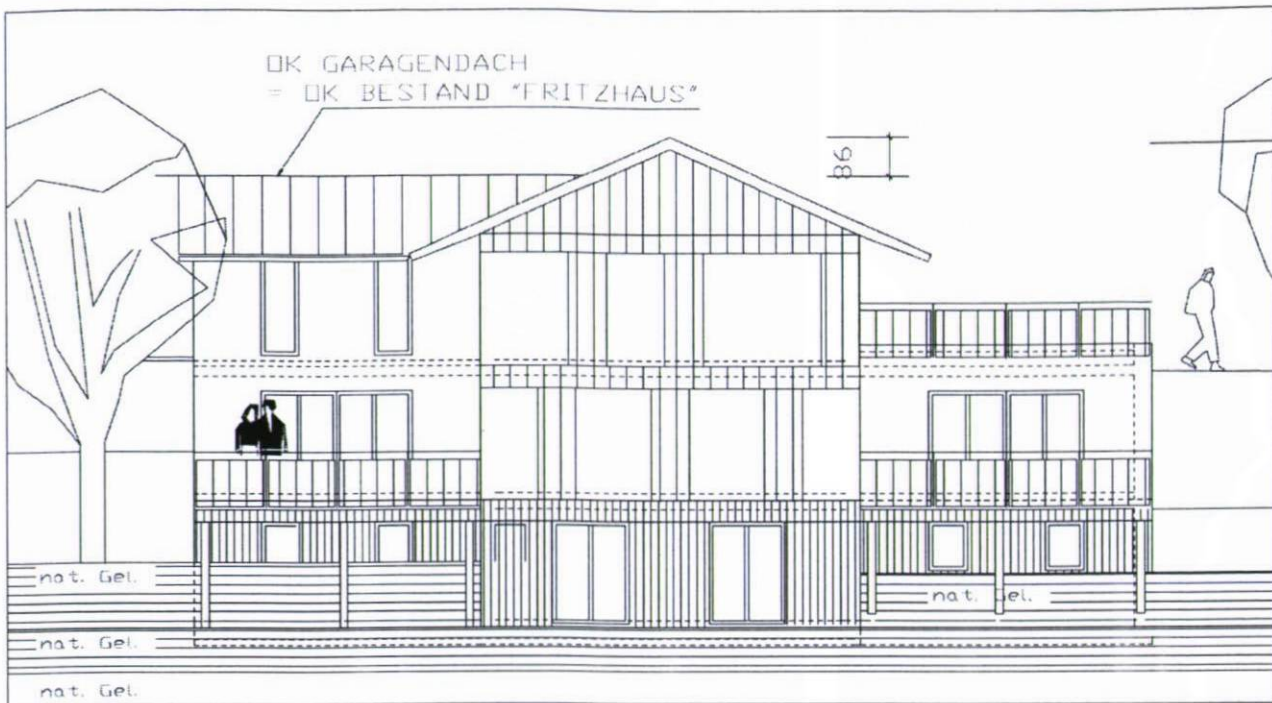 OK GARAGENDACH
= OK BESTAND "FRITZHAUS"
86
nat. Gel.
nat. Gel.
nat. Gel.
nat. Gel.